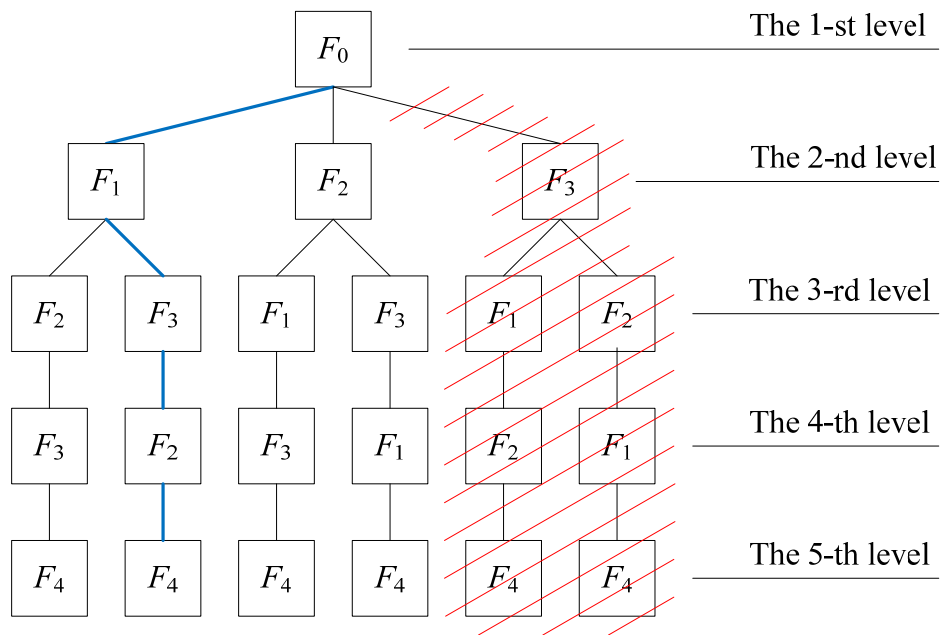 F0 The 1-st level
F1 F2 F3 The 2-nd level
F2 F3 F1 F3 F1 F2 The 3-rd level
F3 F2 F3 F1 F2 F1 The 4-th level
F4 F4 F4 F4 F4 F4 The 5-th level